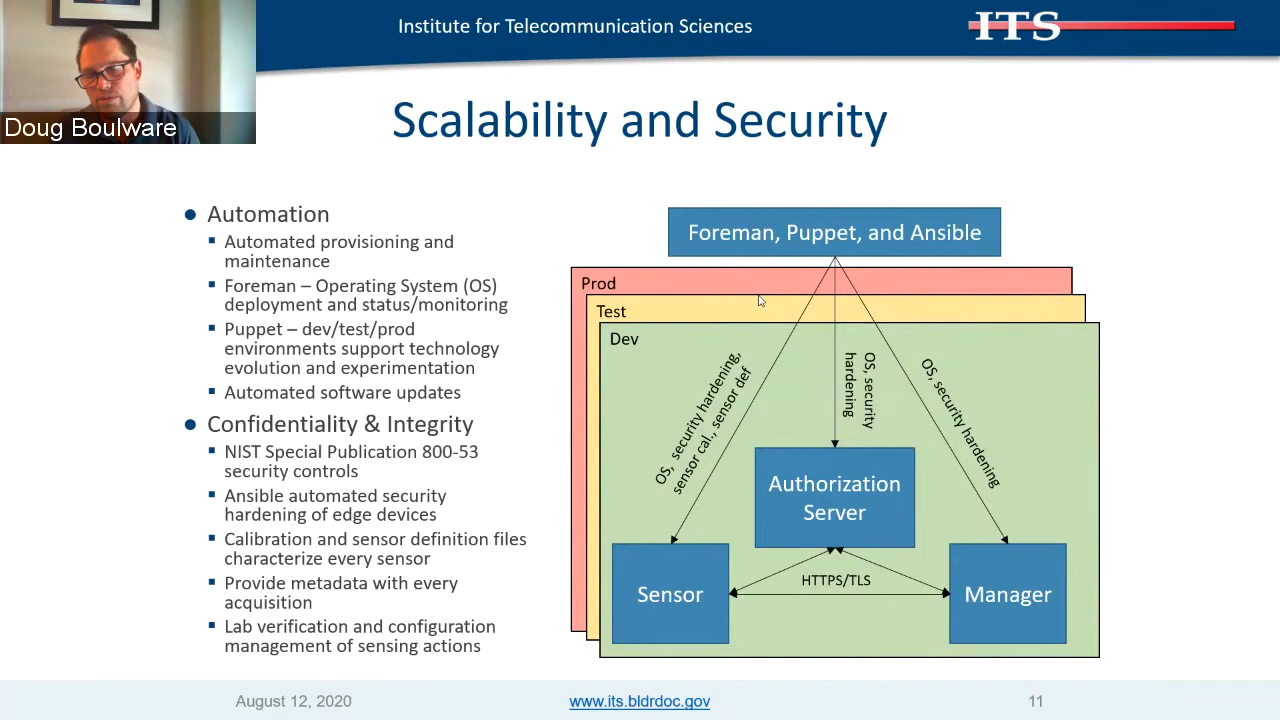 Institute for Telecommunication Sciences
ITS
Doug Boulware
Scalability and Security
Automation
Automated provisioning and
maintenance
Foreman – Operating System (OS)
deployment and status/monitoring
Puppet – dev/test/prod
environments support technology
evolution and experimentation
Automated software updates
Confidentiality & Integrity
NIST Special Publication 800-53
security controls
Ansible automated security
hardening of edge devices
Calibration and sensor definition files
characterize every sensor
Provide metadata with every
acquisition
Lab verification and configuration
management of sensing actions
Foreman, Puppet, and Ansible
Prod
Test
Dev
OS, security hardening,
sensor cal., sensor def
OS, security
hardening
OS, security hardening
Authorization
Server
HTTPS/TLS
Sensor
Manager
August 12, 2020
www.its.bldrdoc.gov
11